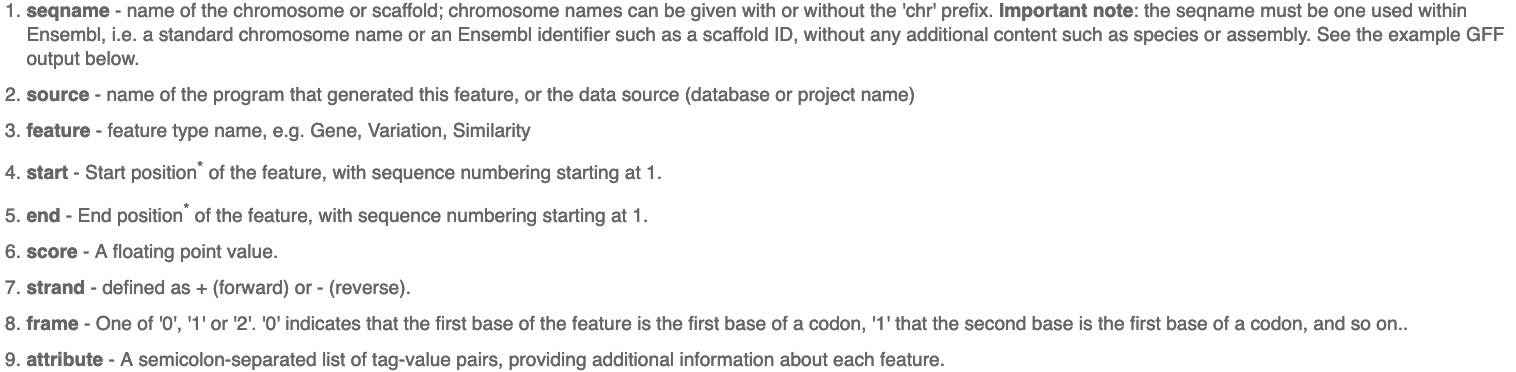 1. seqname - name of the chromosome or scaffold; chromosome names can be given with or without the 'chr' prefix. Important note: the seqname must be one used within
Ensembl, i.e. a standard chromosome name or an Ensembl identifier such as a scaffold ID, without any additional content such as species or assembly. See the example GFF
output below.
2. source - name of the program that generated this feature, or the data source (database or project name)
3. feature - feature type name, e.g. Gene, Variation, Similarity
4. start - Start position* of the feature, with sequence numbering starting at 1.
5. end - End position* of the feature, with sequence numbering starting at 1.
6. score - A floating point value.
7. strand - defined as + (forward) or - (reverse).
8. frame - One of '0', '1' or '2'. '0' indicates that the first base of the feature is the first base of a codon, '1' that the second base is the first base of a codon, and so on..
9. attribute - A semicolon-separated list of tag-value pairs, providing additional information about each feature.